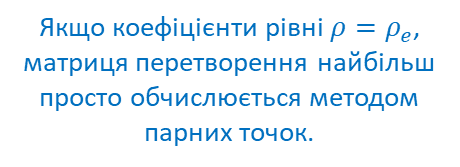 Якщо коефіцієнти рівні ρ = ρₑ,
матриця перетворення найбільш
просто обчислюється методом
парних точок.